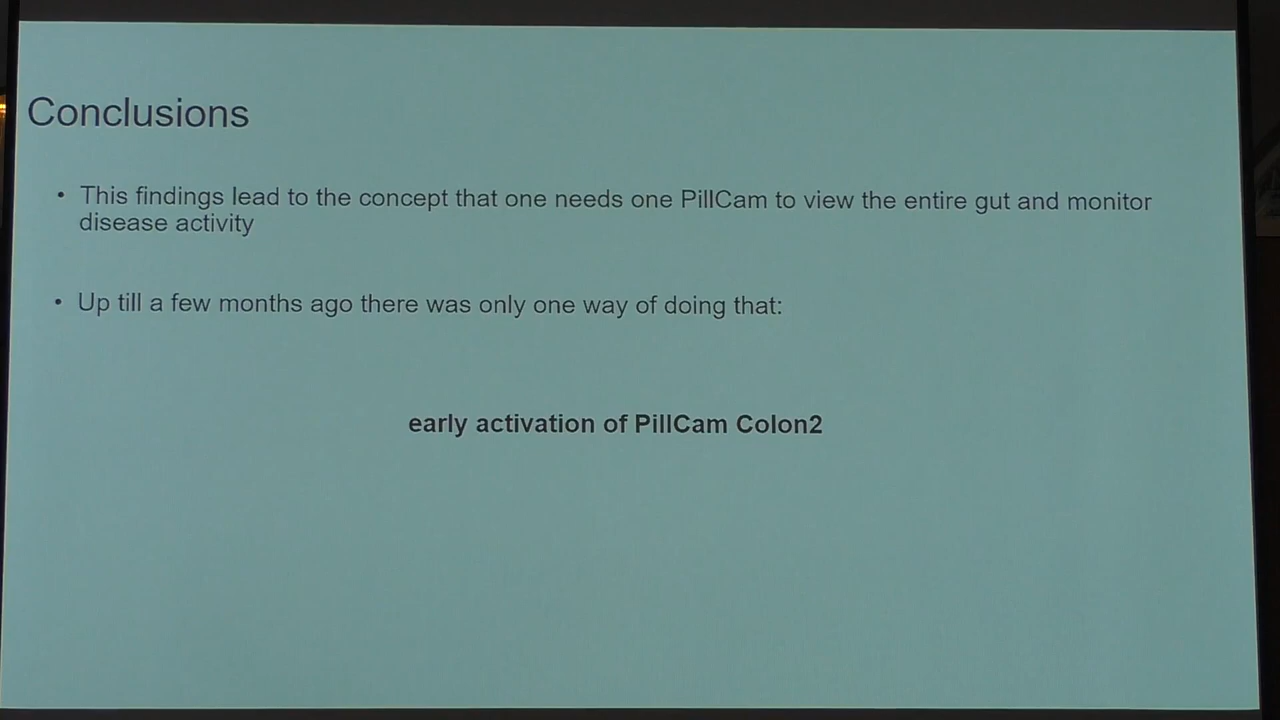 Conclusions
• This findings lead to the concept that one needs one PillCam to view the entire gut and monitor
disease activity
• Up till a few months ago there was only one way of doing that:
early activation of PillCam Colon2